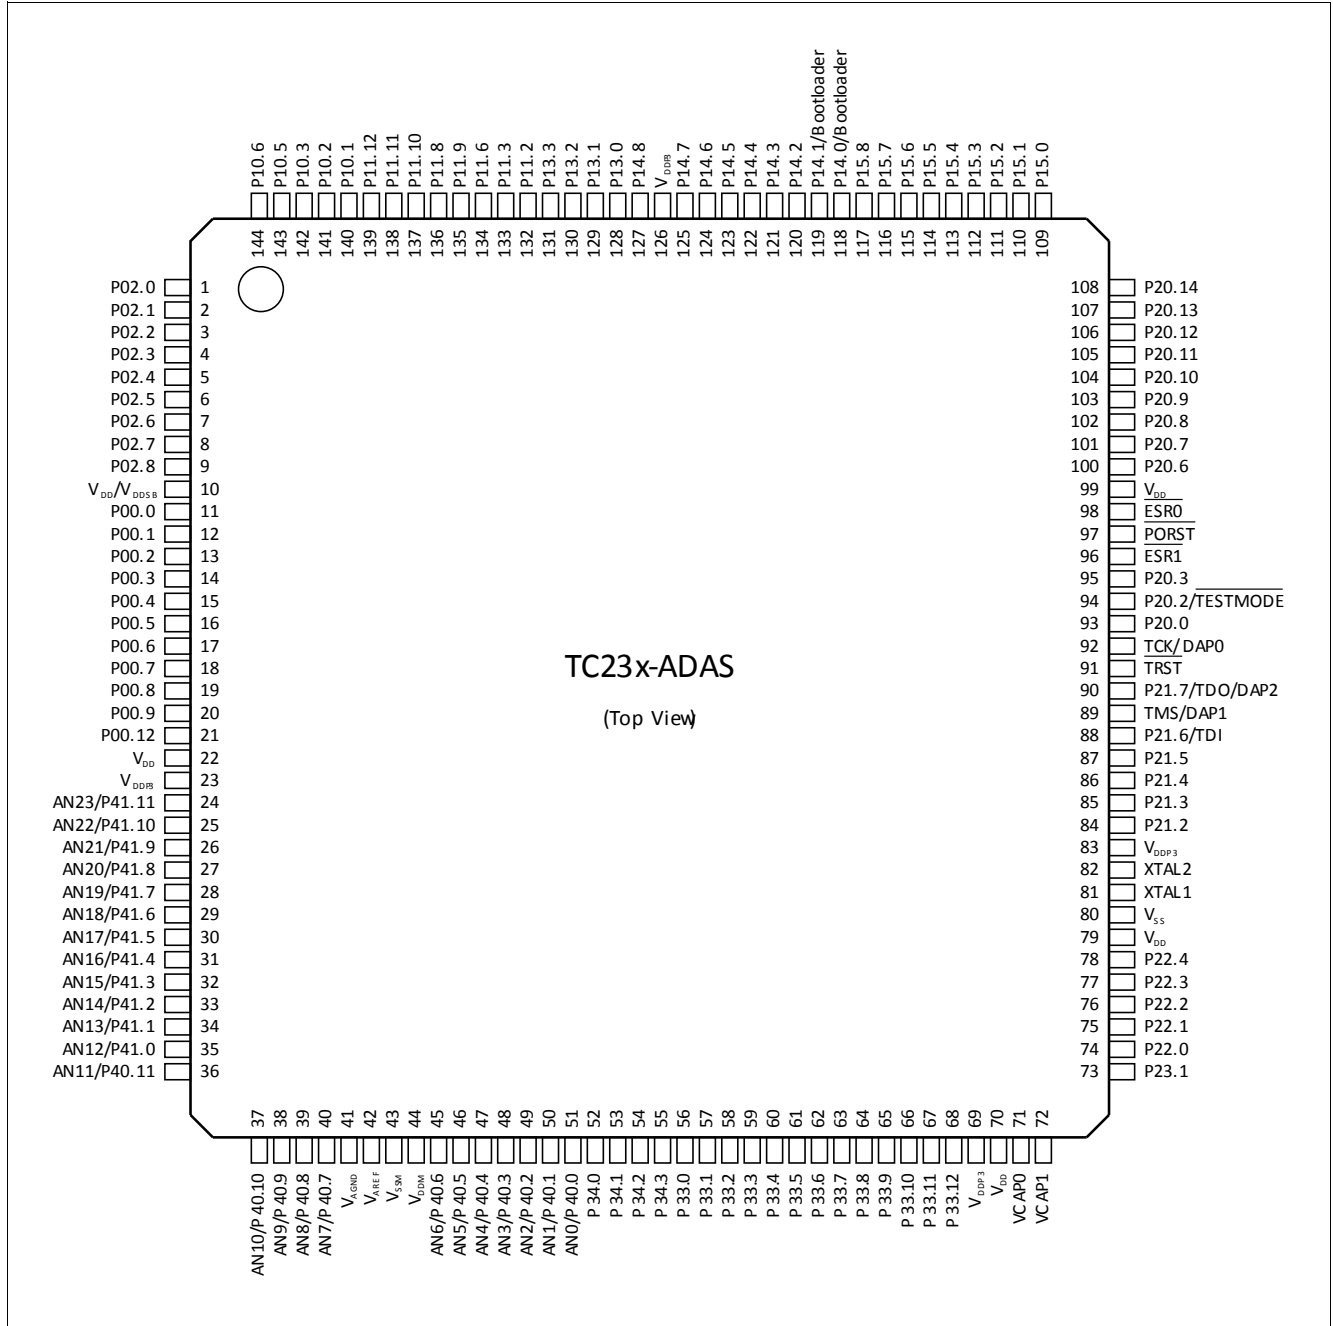 P10.6
P10.5
P10.3
P10.2
P10.1
P11.12
P11.11
P11.10
P11.8
P11.9
P11.6
P11.3
P11.2
P13.3
P13.2
P13.1
P13.0
P14.8
VDDP3
P14.7
P14.6
P14.5
P14.4
P14.3
P14.2
P14.1/Bootloader
P14.0/Bootloader
P15.8
P15.7
P15.6
P15.5
P15.4
P15.3
P15.2
P15.1
P15.0
144
143
142
141
140
139
138
137
136
135
134
133
132
131
130
129
128
127
126
125
124
123
122
121
120
119
118
117
116
115
114
113
112
111
110
109
P02.0 1
P02.1 2
P02.2 3
P02.3 4
P02.4 5
P02.5 6
P02.6 7
P02.7 8
P02.8 9
VDD/VDDSB 10
P00.0 11
P00.1 12
P00.2 13
P00.3 14
P00.4 15
P00.5 16
P00.6 17
P00.7 18
P00.8 19
P00.9 20
P00.12 21
VDD 22
VDDP3 23
AN23/P41.11 24
AN22/P41.10 25
AN21/P41.9 26
AN20/P41.8 27
AN19/P41.7 28
AN18/P41.6 29
AN17/P41.5 30
AN16/P41.4 31
AN15/P41.3 32
AN14/P41.2 33
AN13/P41.1 34
AN12/P41.0 35
AN11/P40.11 36
TC23x-ADAS
(Top View)
108 P20.14
107 P20.13
106 P20.12
105 P20.11
104 P20.10
103 P20.9
102 P20.8
101 P20.7
100 P20.6
99 VDD
98 ESR0
97 PORST
96 ESR1
95 P20.3
94 P20.2/TESTMODE
93 P20.0
92 TCK/DAP0
91 TRST
90 P21.7/TDO/DAP2
89 TMS/DAP1
88 P21.6/TDI
87 P21.5
86 P21.4
85 P21.3
84 P21.2
83 VDDP3
82 XTAL2
81 XTAL1
80 VSS
79 VDD
78 P22.4
77 P22.3
76 P22.2
75 P22.1
74 P22.0
73 P23.1
37
38
39
40
41
42
43
44
45
46
47
48
49
50
51
52
53
54
55
56
57
58
59
60
61
62
63
64
65
66
67
68
69
70
71
72
AN10/P40.10
AN9/P40.9
AN8/P40.8
AN7/P40.7
VAGND
VAREF
VSSM
VDDM
AN6/P40.6
AN5/P40.5
AN4/P40.4
AN3/P40.3
AN2/P40.2
AN1/P40.1
AN0/P40.0
P34.0
P34.1
P34.2
P34.3
P33.0
P33.1
P33.2
P33.3
P33.4
P33.5
P33.6
P33.7
P33.8
P33.9
P33.10
P33.11
P33.12
VDDP3
VDD
VCAP0
VCAP1